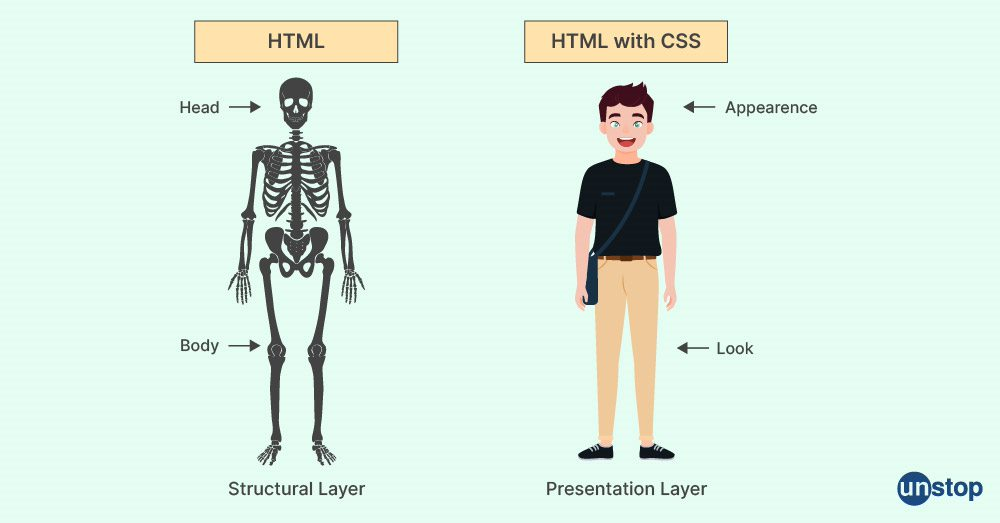 HTML
HTML with CSS
Head
Appearence
Body
Look
Structural Layer
Presentation Layer
unstop